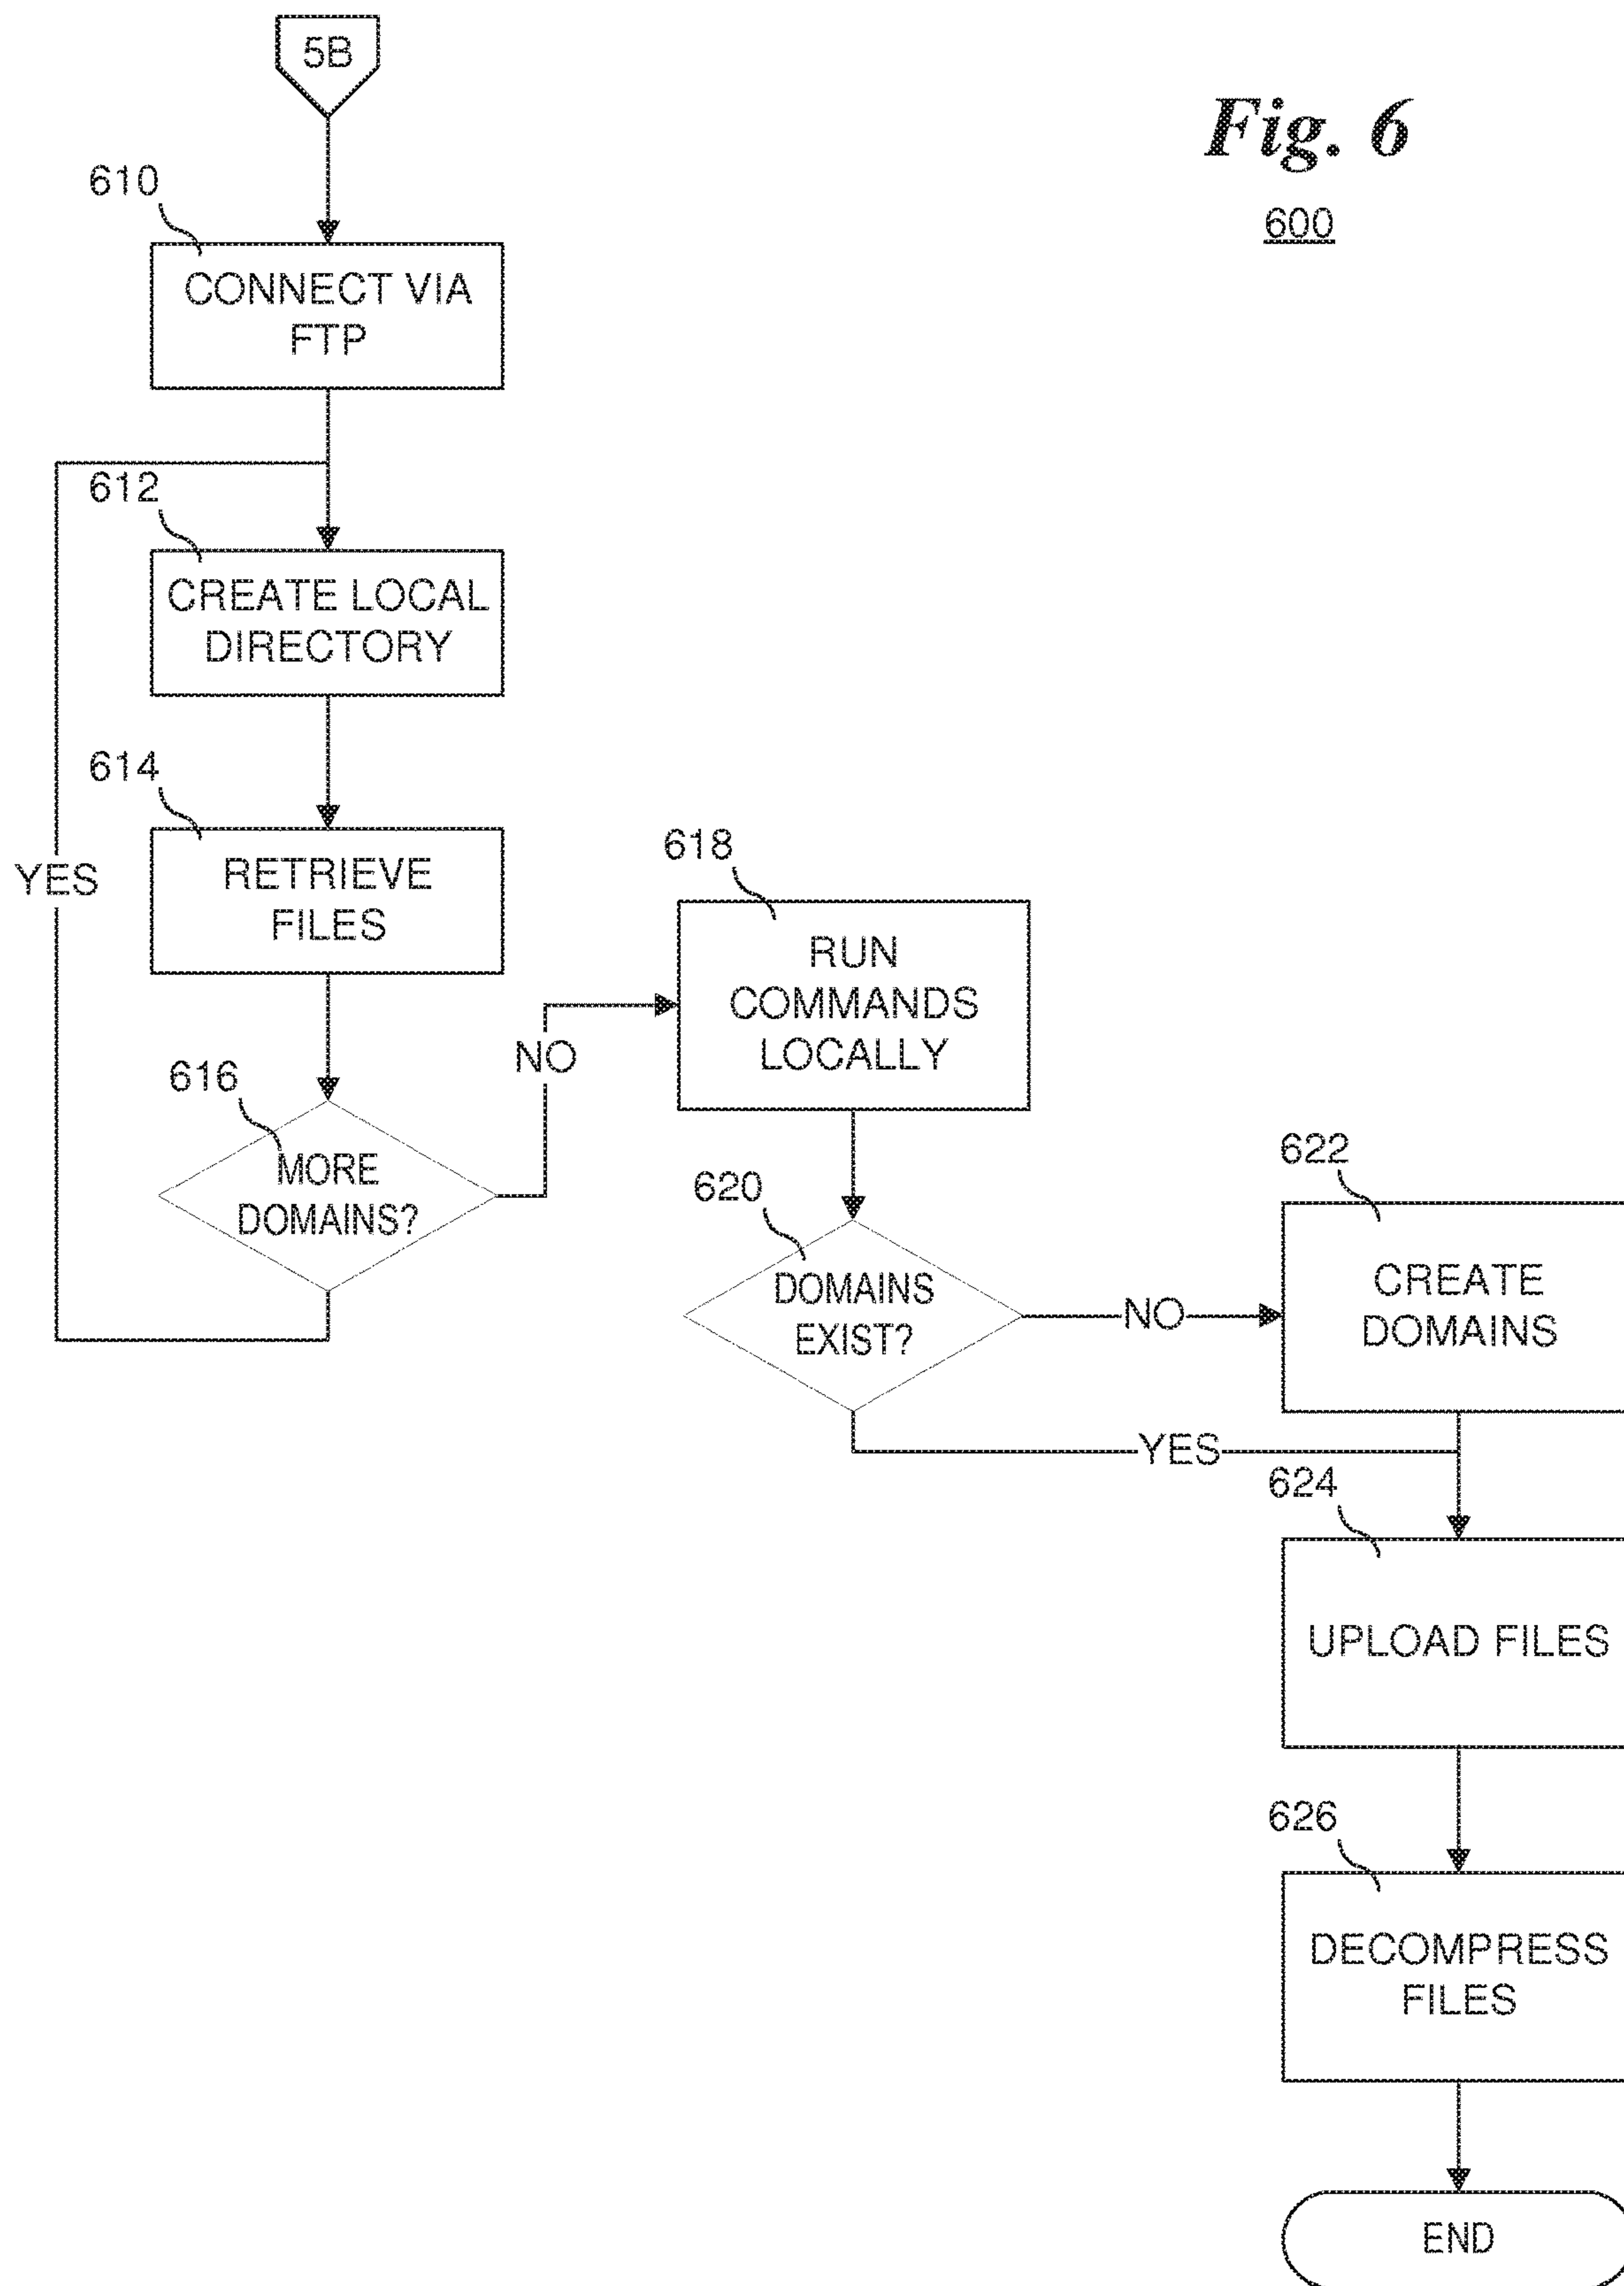 5B
Fig. 6
600
610
CONNECT VIA
FTP
612
CREATE LOCAL
DIRECTORY
614
RETRIEVE
FILES
YES
616
MORE
DOMAINS?
NO
618
RUN
COMMANDS
LOCALLY
620
DOMAINS
EXIST?
NO
622
CREATE
DOMAINS
YES
624
UPLOAD FILES
626
DECOMPRESS
FILES
END